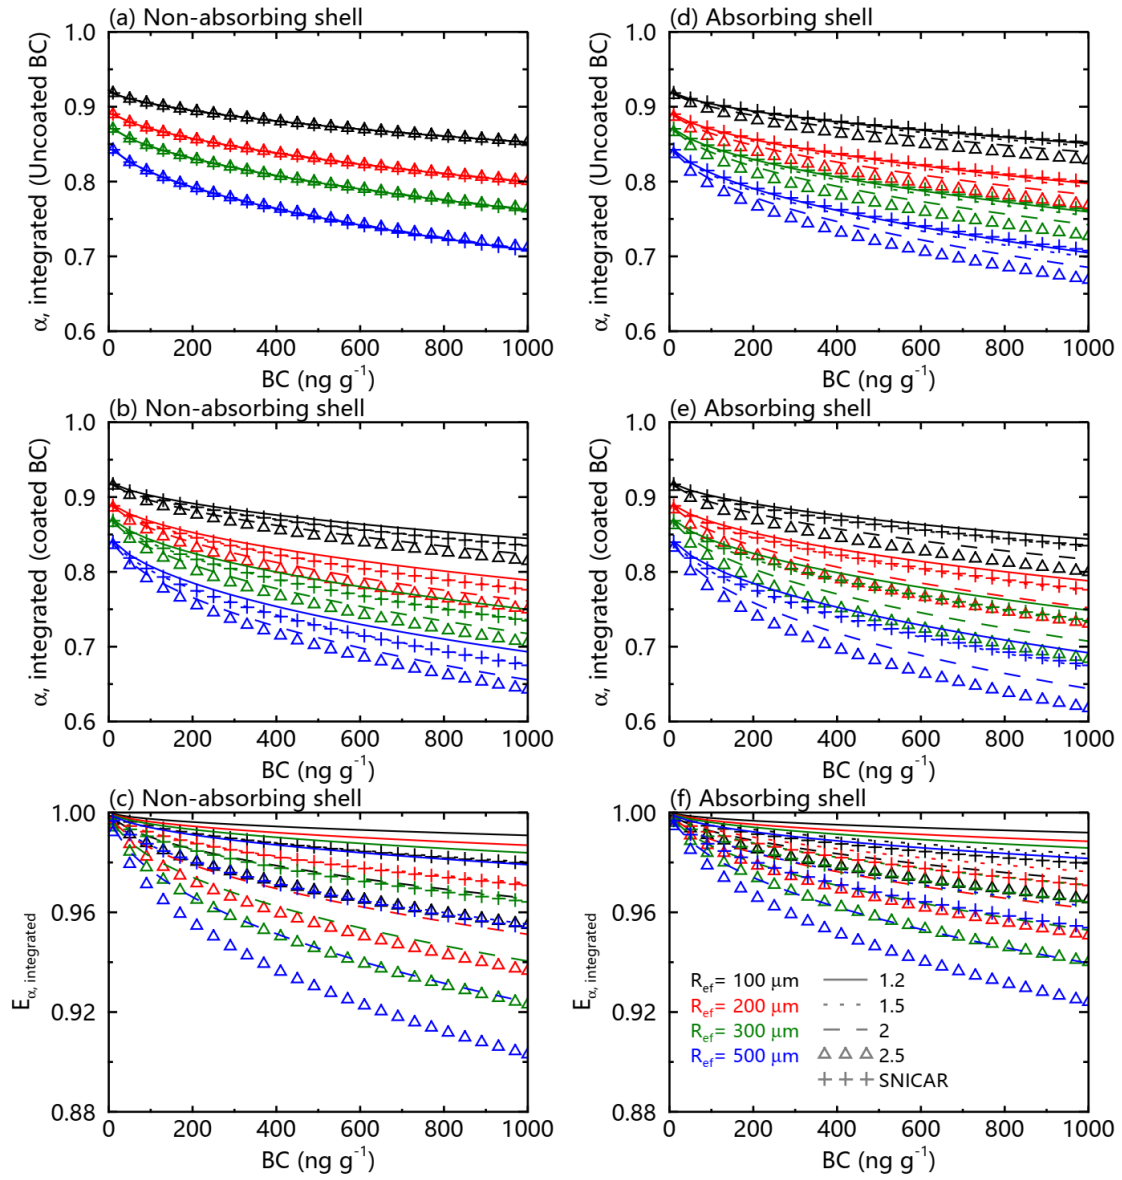 (a) Non-absorbing shell
α, integrated (Uncoated BC)
1.0
0.9
0.8
0.7
0.6
0 200 400 600 800 1000
BC (ng g⁻¹)
(d) Absorbing shell
α, integrated (Uncoated BC)
1.0
0.9
0.8
0.7
0.6
0 200 400 600 800 1000
BC (ng g⁻¹)
(b) Non-absorbing shell
α, integrated (coated BC)
1.0
0.9
0.8
0.7
0.6
0 200 400 600 800 1000
BC (ng g⁻¹)
(e) Absorbing shell
α, integrated (coated BC)
1.0
0.9
0.8
0.7
0.6
0 200 400 600 800 1000
BC (ng g⁻¹)
(c) Non-absorbing shell
E α, integrated
1.00
0.96
0.92
0.88
0 200 400 600 800 1000
BC (ng g⁻¹)
(f) Absorbing shell
E α, integrated
1.00
0.96
0.92
0.88
0 200 400 600 800 1000
BC (ng g⁻¹)
Ref= 100 μm
Ref= 200 μm
Ref= 300 μm
Ref= 500 μm
1.2
1.5
2
2.5
SNICAR